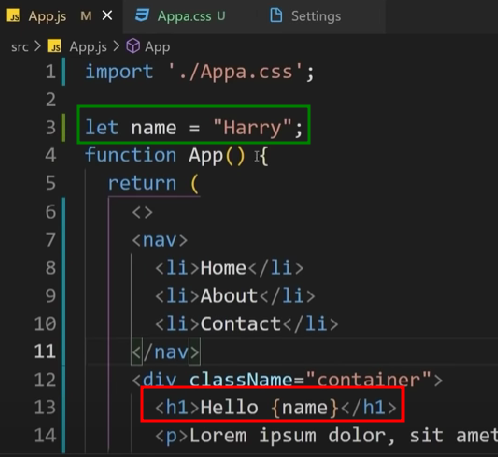 JS App.js M × Appa.css U Settings
src > JS App.js > App
1 import './Appa.css';
2
3 let name = "Harry";
4 function App() {
5 return (
6 <>
7 <nav>
8 <li>Home</li>
9 <li>About</li>
10 <li>Contact</li>
11 </nav>
12 <div className="container">
13 <h1>Hello {name}</h1>
14 <p>Lorem ipsum dolor, sit amet